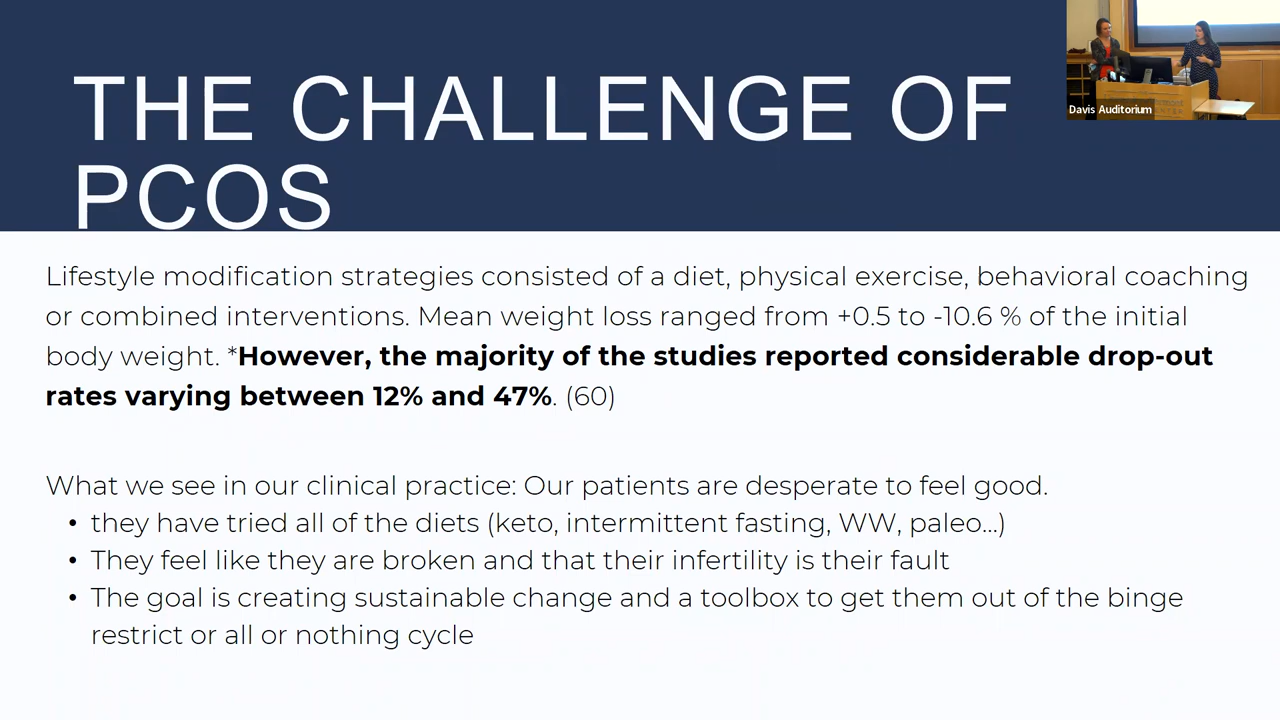 THE CHALLENGE OF
PCOS
Davis Auditorium
Lifestyle modification strategies consisted of a diet, physical exercise, behavioral coaching
or combined interventions. Mean weight loss ranged from +0.5 to -10.6 % of the initial
body weight. *However, the majority of the studies reported considerable drop-out
rates varying between 12% and 47%. (60)
What we see in our clinical practice: Our patients are desperate to feel good.
• they have tried all of the diets (keto, intermittent fasting, WW, paleo...)
• They feel like they are broken and that their infertility is their fault
• The goal is creating sustainable change and a toolbox to get them out of the binge
restrict or all or nothing cycle